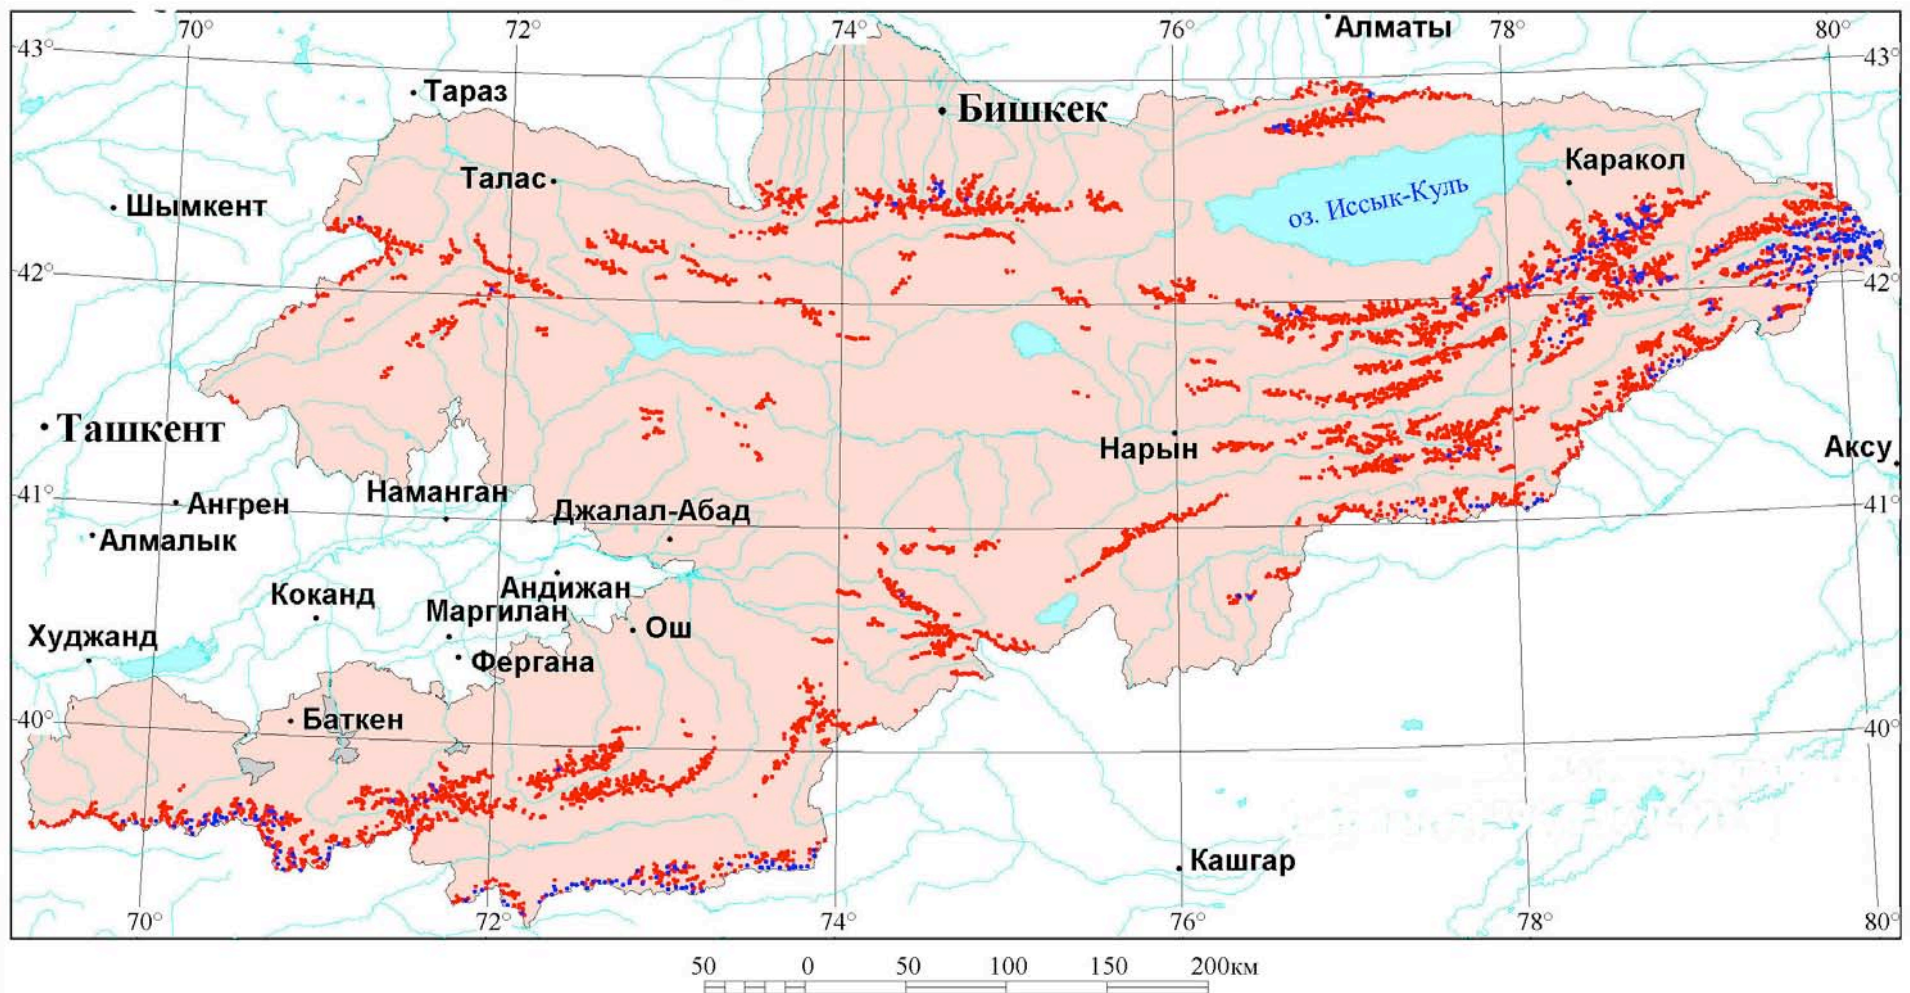 70° 72° 74° 76° 78° 80°
Алматы
43° 43°
Тараз
Бишкек
Каракол
Талас
Шымкент
оз. Иссык-Куль
42° 42°
Ташкент
Нарын
Аксу
41° 41°
Наманган
Ангрен
Джалал-Абад
Алмалык
Андижан
Коканд
Маргилан
Худжанд
Ош
Фергана
40° 40°
Баткен
Кашгар
70° 72° 74° 76° 78° 80°
50 0 50 100 150 200км